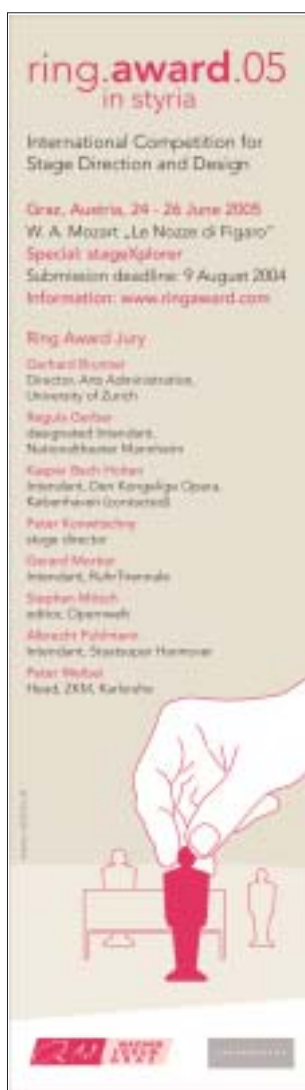 ring.award.05
in styria
International Competition for
Stage Direction and Design
Graz, Austria, 24 - 26 June 2005
W. A. Mozart „Le Nozze di Figaro"
Special: stageXplorer
Submission deadline: 9 August 2004
Information: www.ringaward.com
Ring Award Jury
Gerhard Brunner
Director, Arts Administration,
University of Zurich
Regula Gerber
designated Intendant,
Nationaltheater Mannheim
Kasper Bech Holten
Intendant, Den Kongelige Opera,
København (contacted)
Peter Konwitschny
stage director
Gerard Mortier
Intendant, RuhrTriennale
Stephan Mösch
editor, Opernwelt
Albrecht Puhlmann
Intendant, Staatsoper Hannover
Peter Weibel
Head, ZKM, Karlsruhe
WAGNER
FORUM
GRAZ